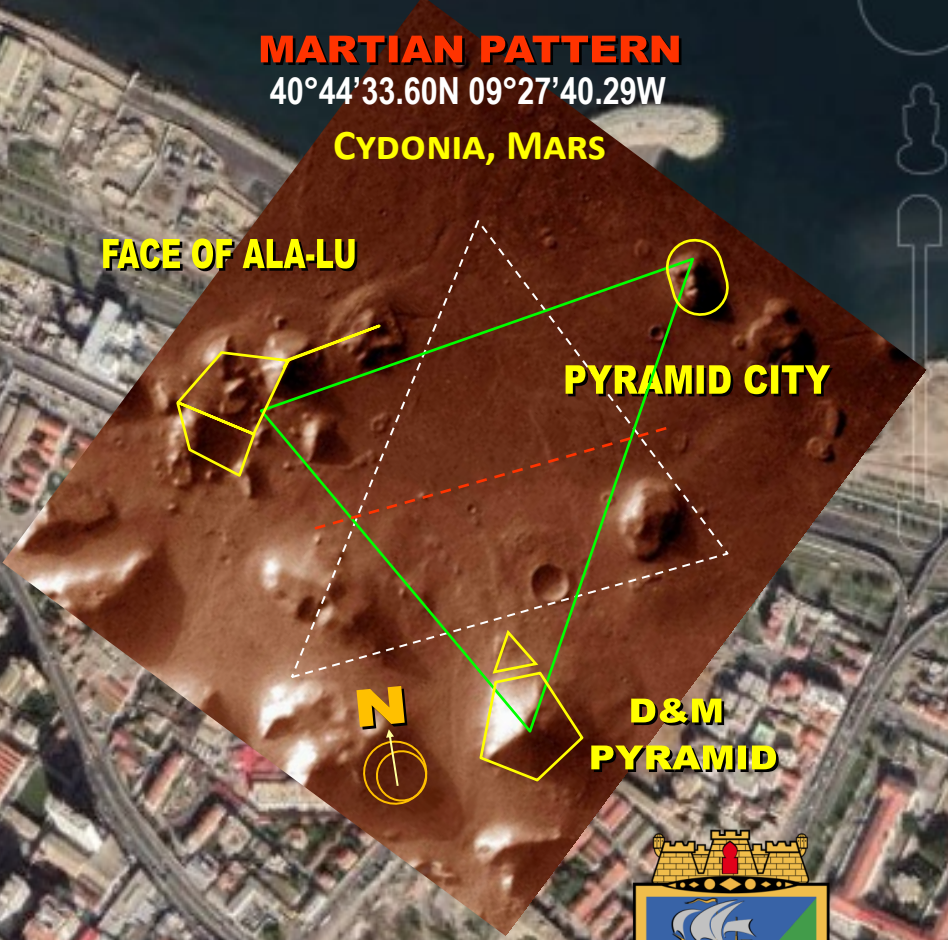 MARTIAN PATTERN
40°44’33.60N 09°27’40.29W
CYDONIA, MARS
FACE OF ALA-LU
PYRAMID CITY
N
D&M
PYRAMID